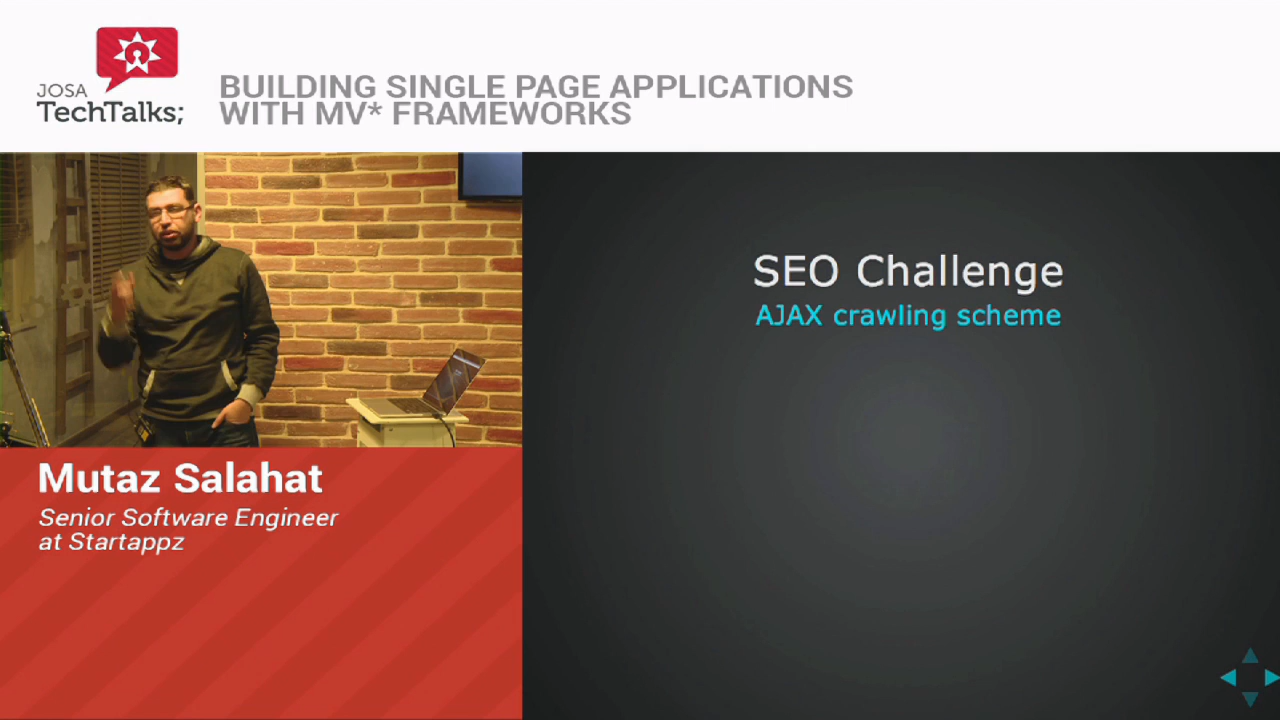 JOSA
TechTalks;
BUILDING SINGLE PAGE APPLICATIONS
WITH MV* FRAMEWORKS
SEO Challenge
AJAX crawling scheme
Mutaz Salahat
Senior Software Engineer
at Startappz